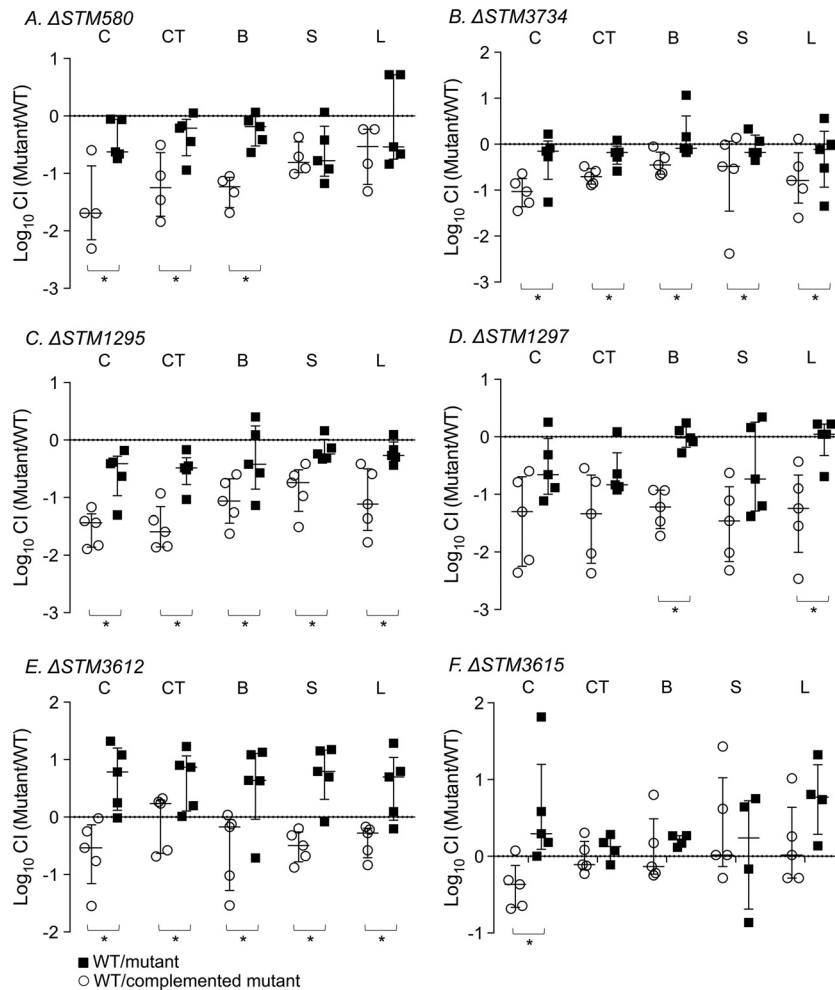 A. ΔSTM580
C CT B S L
Log10 CI (Mutant/WT)
1
0
-1
-2
-3
* * *
B. ΔSTM3734
C CT B S L
Log10 CI (Mutant/WT)
2
1
0
-1
-2
-3
* * * * *
C. ΔSTM1295
C CT B S L
Log10 CI (Mutant/WT)
1
0
-1
-2
-3
* * * * *
D. ΔSTM1297
C CT B S L
Log10 CI (Mutant/WT)
1
0
-1
-2
-3
* *
E. ΔSTM3612
C CT B S L
Log10 CI (Mutant/WT)
2
1
0
-1
-2
* * * * *
F. ΔSTM3615
C CT B S L
Log10 CI (Mutant/WT)
2
1
0
-1
*
■ WT/mutant
○ WT/complemented mutant